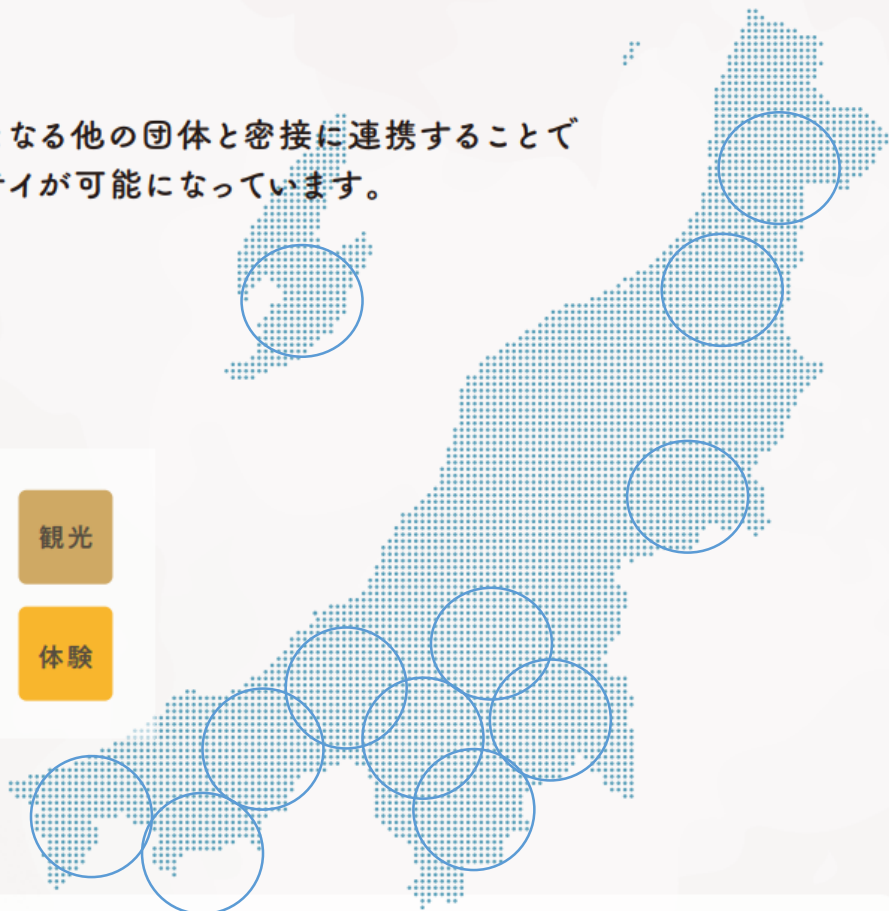 なる他の団体と密接に連携することで
イが可能になっています。
観光
体験